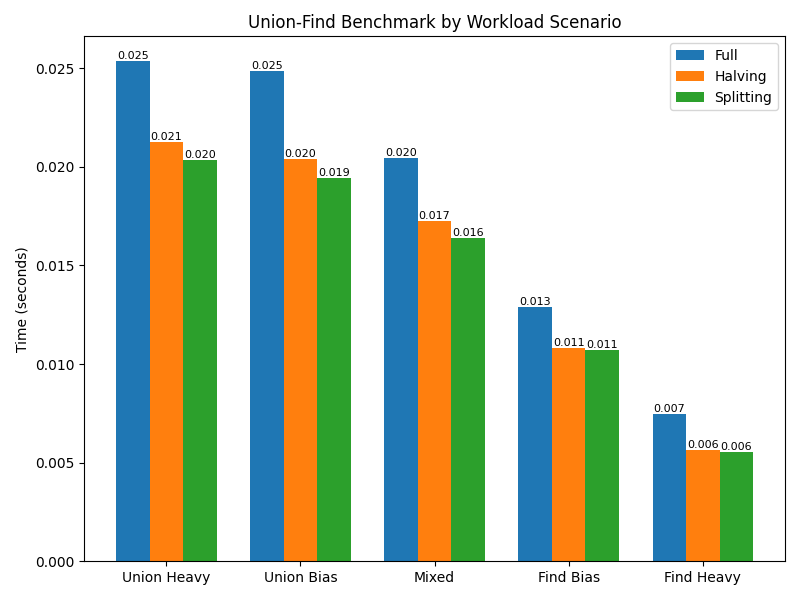 Union-Find Benchmark by Workload Scenario
Full
Halving
Splitting
Time (seconds)
0.025
0.020
0.015
0.010
0.005
0.000
0.025
0.021
0.020
0.025
0.020
0.019
0.020
0.017
0.016
0.013
0.011
0.011
0.007
0.006
0.006
Union Heavy
Union Bias
Mixed
Find Bias
Find Heavy